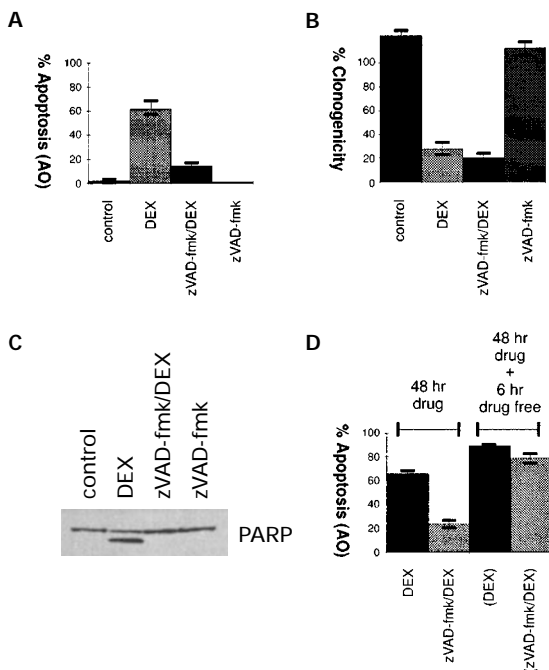 A
% Apoptosis (AO)
100
80
60
40
20
0
control
DEX
zVAD-fmk/DEX
zVAD-fmk
B
% Clonogenicity
100
80
60
40
20
0
control
DEX
zVAD-fmk/DEX
zVAD-fmk
C
control
DEX
zVAD-fmk/DEX
zVAD-fmk
PARP
D
48 hr
drug
48 hr
drug
+
6 hr
drug free
% Apoptosis (AO)
100
80
60
40
20
0
DEX
zVAD-fmk/DEX
(DEX)
(zVAD-fmk/DEX)